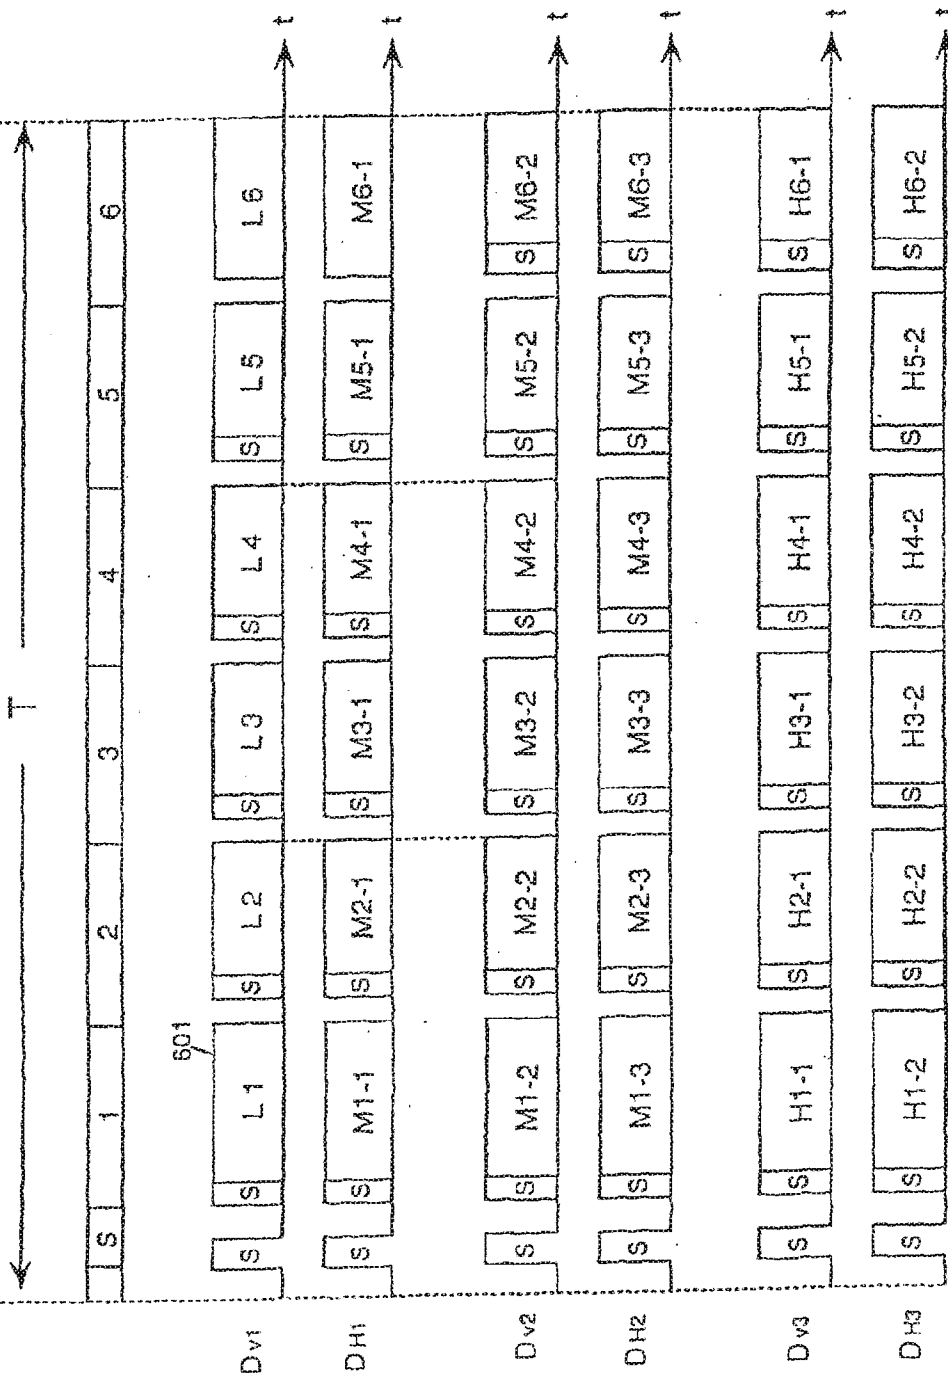 T
S 1 2 3 4 5 6
601
Dv1 S S L1 S L2 S L3 S L4 S L5 L6 t
DH1 S S M1-1 S M2-1 S M3-1 S M4-1 S M5-1 M6-1 t
Dv2 S S M1-2 S M2-2 S M3-2 S M4-2 S M5-2 S M6-2 t
DH2 S S M1-3 S M2-3 S M3-3 S M4-3 S M5-3 S M6-3 t
Dv3 S S H1-1 S H2-1 S H3-1 S H4-1 S H5-1 S H6-1 t
DH3 S S H1-2 S H2-2 S H3-2 S H4-2 S H5-2 S H6-2 t